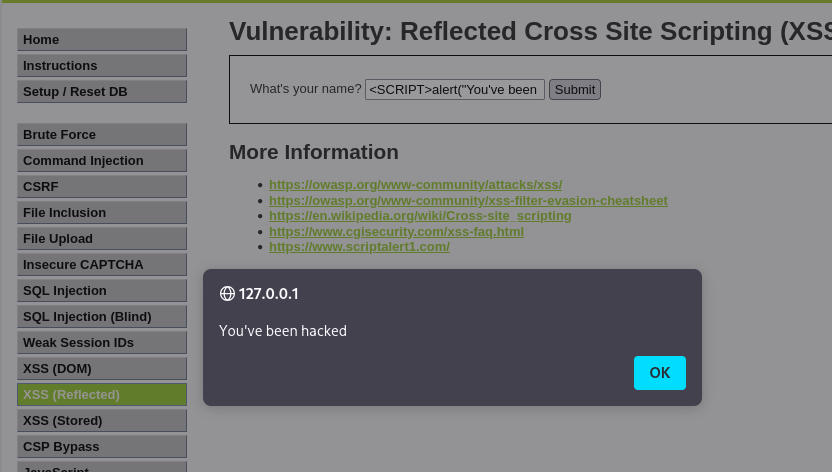 Vulnerability: Reflected Cross Site Scripting (XSS
Home
Instructions
Setup / Reset DB
Brute Force
Command Injection
CSRF
File Inclusion
File Upload
Insecure CAPTCHA
SQL Injection
SQL Injection (Blind)
Weak Session IDs
XSS (DOM)
XSS (Reflected)
XSS (Stored)
CSP Bypass
JavaScript
What's your name? <SCRIPT>alert("You've been Submit
More Information
https://owasp.org/www-community/attacks/xss/
https://owasp.org/www-community/xss-filter-evasion-cheatsheet
https://en.wikipedia.org/wiki/Cross-site_scripting
https://www.cgisecurity.com/xss-faq.html
https://www.scriptalert1.com/
127.0.0.1
You've been hacked
OK